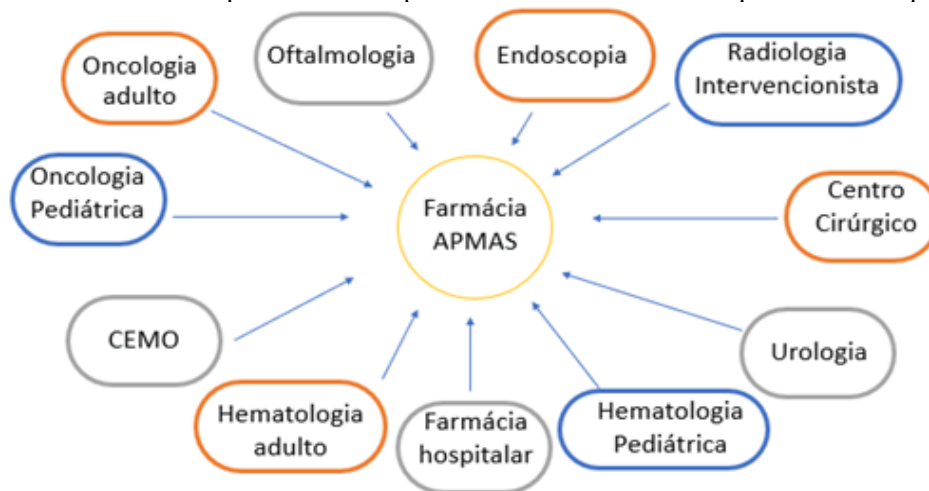 Oncologia
adulto
Oftalmologia
Endoscopia
Radiologia
Intervencionista
Oncologia
Pediátrica
Farmácia
APMAS
Centro
Cirúrgico
CEMO
Urologia
Hematologia
adulto
Farmácia
hospitalar
Hematologia
Pediátrica